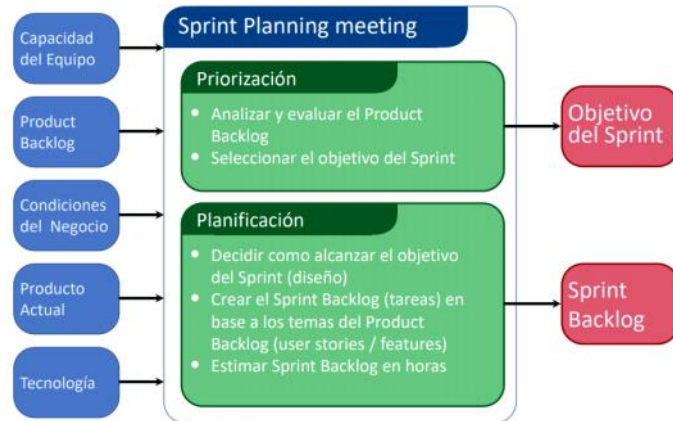 Capacidad
del Equipo
Product
Backlog
Condiciones
del Negocio
Producto
Actual
Tecnología
Sprint Planning meeting
Priorización
• Analizar y evaluar el Product
Backlog
• Seleccionar el objetivo del Sprint
Planificación
• Decidir como alcanzar el objetivo
del Sprint (diseño)
• Crear el Sprint Backlog (tareas) en
base a los temas del Product
Backlog (user stories / features)
• Estimar Sprint Backlog en horas
Objetivo
del Sprint
Sprint
Backlog